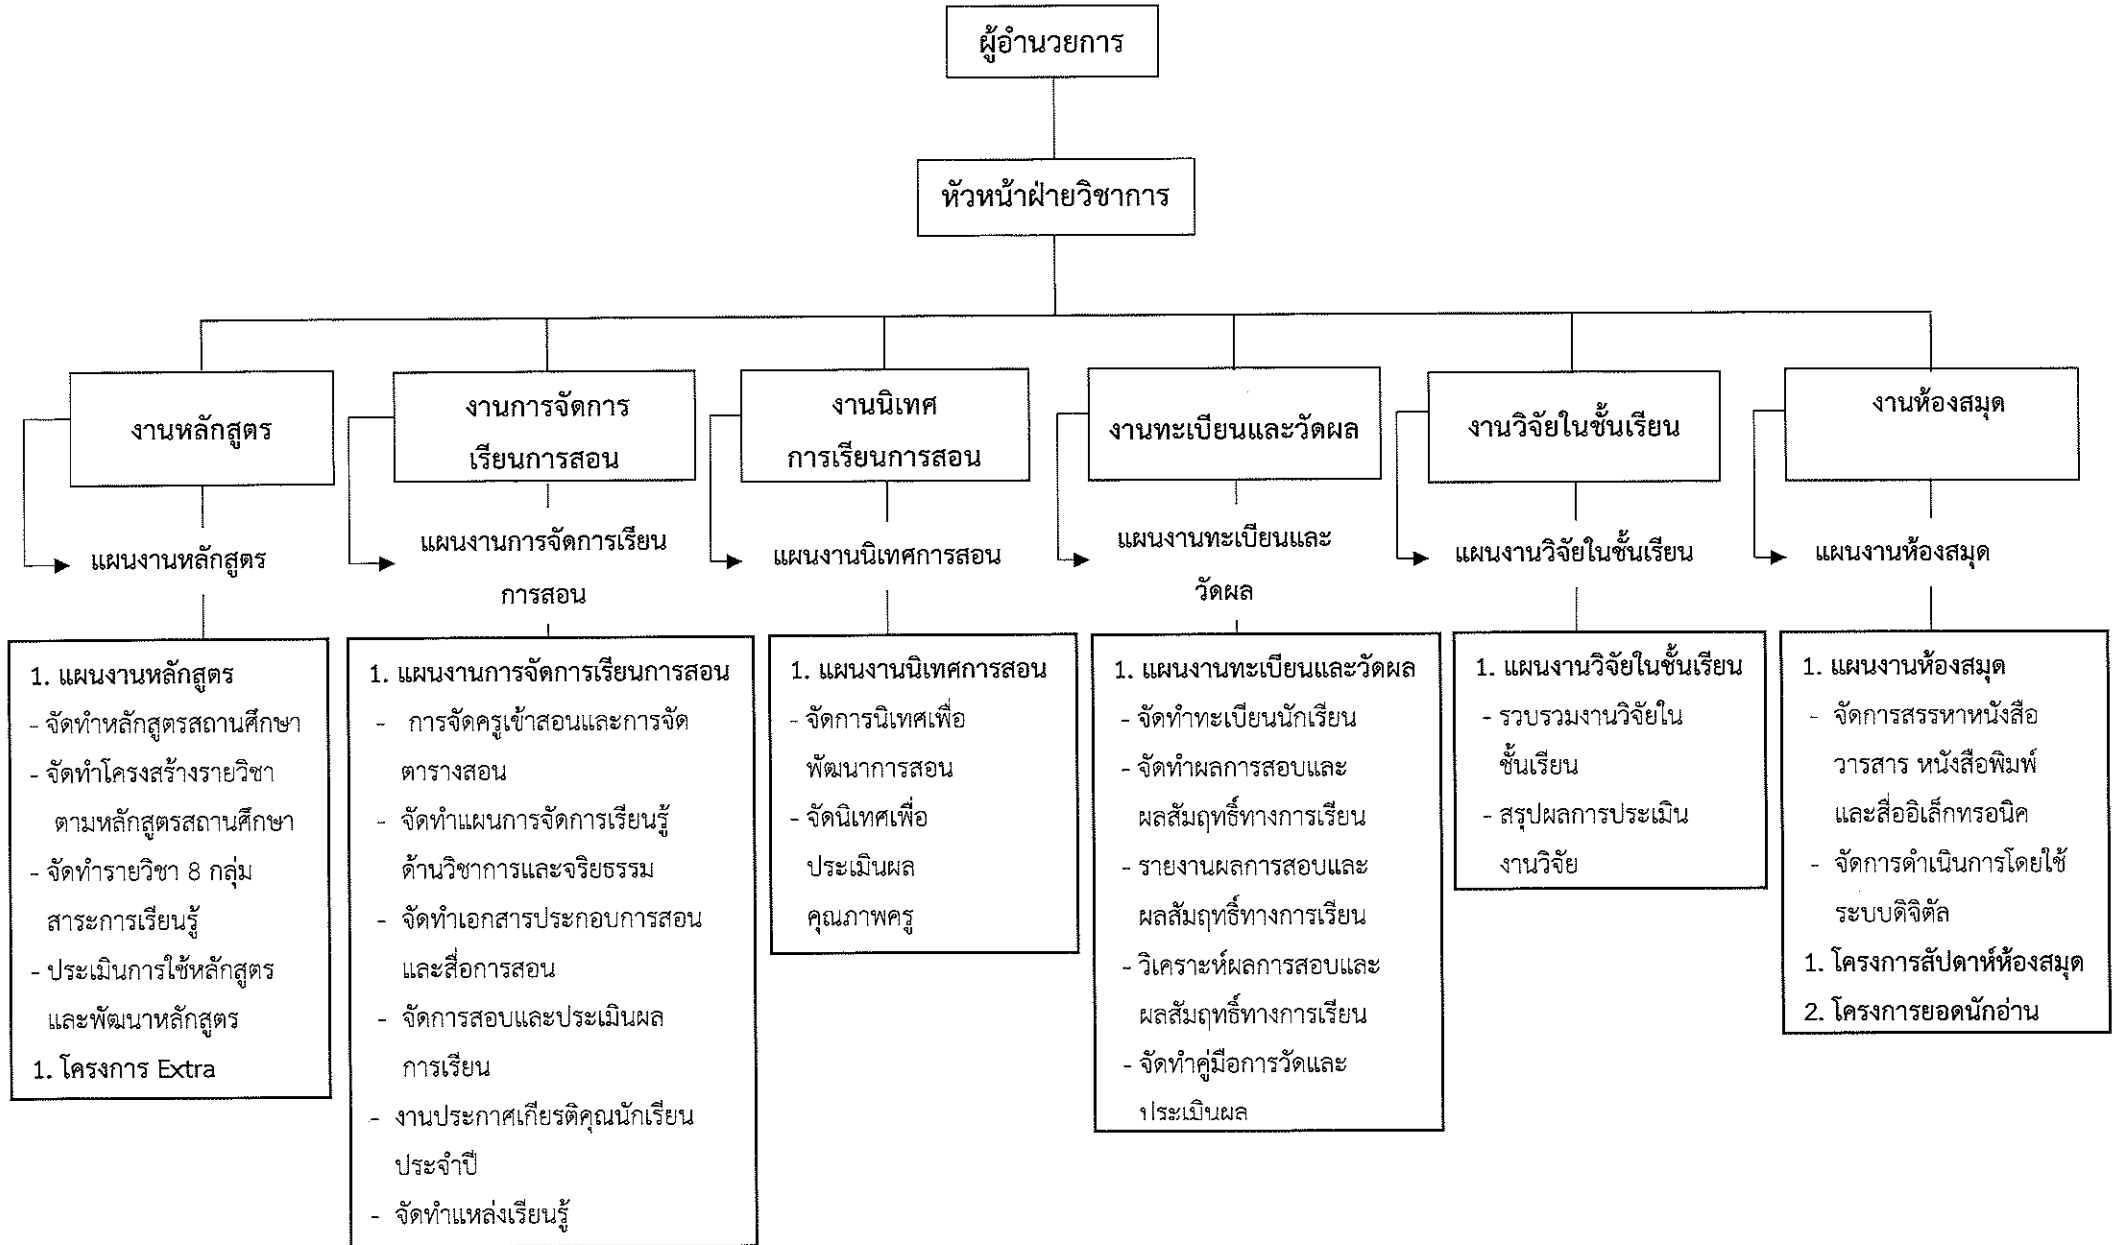 ผู้อำนวยการ
หัวหน้าฝ่ายวิชาการ
งานหลักสูตร
งานการจัดการ
เรียนการสอน
งานนิเทศ
การเรียนการสอน
งานทะเบียนและวัดผล
งานวิจัยในชั้นเรียน
งานห้องสมุด
แผนงานหลักสูตร
แผนงานการจัดการเรียน
การสอน
แผนงานนิเทศการสอน
แผนงานทะเบียนและ
วัดผล
แผนงานวิจัยในชั้นเรียน
แผนงานห้องสมุด
1. แผนงานหลักสูตร
- จัดทำหลักสูตรสถานศึกษา
- จัดทำโครงสร้างรายวิชา
ตามหลักสูตรสถานศึกษา
- จัดทำรายวิชา 8 กลุ่ม
สาระการเรียนรู้
- ประเมินการใช้หลักสูตร
และพัฒนาหลักสูตร
1. โครงการ Extra
1. แผนงานการจัดการเรียนการสอน
- การจัดครูเข้าสอนและการจัด
ตารางสอน
- จัดทำแผนการจัดการเรียนรู้
ด้านวิชาการและจริยธรรม
- จัดทำเอกสารประกอบการสอน
และสื่อการสอน
- จัดการสอบและประเมินผล
การเรียน
- งานประกาศเกียรติคุณนักเรียน
ประจำปี
- จัดทำแหล่งเรียนรู้
1. แผนงานนิเทศการสอน
- จัดการนิเทศเพื่อ
พัฒนาการสอน
- จัดนิเทศเพื่อ
ประเมินผล
คุณภาพครู
1. แผนงานทะเบียนและวัดผล
- จัดทำทะเบียนนักเรียน
- จัดทำผลการสอบและ
ผลสัมฤทธิ์ทางการเรียน
- รายงานผลการสอบและ
ผลสัมฤทธิ์ทางการเรียน
- วิเคราะห์ผลการสอบและ
ผลสัมฤทธิ์ทางการเรียน
- จัดทำคู่มือการวัดและ
ประเมินผล
1. แผนงานวิจัยในชั้นเรียน
- รวบรวมงานวิจัยใน
ชั้นเรียน
- สรุปผลการประเมิน
งานวิจัย
1. แผนงานห้องสมุด
- จัดการสรรหาหนังสือ
วารสาร หนังสือพิมพ์
และสื่ออิเล็กทรอนิค
- จัดการดำเนินการโดยใช้
ระบบดิจิตัล
1. โครงการสัปดาห์ห้องสมุด
2. โครงการยอดนักอ่าน